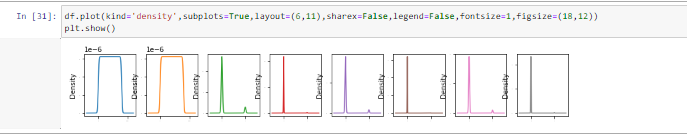 In [31]: df.plot(kind='density',subplots=True,layout=(6,11),sharex=False,legend=False,fontsize=1,figsize=(18,12))
plt.show()
1e-6 1e-6
Density Density Density Density Density Density Density Density